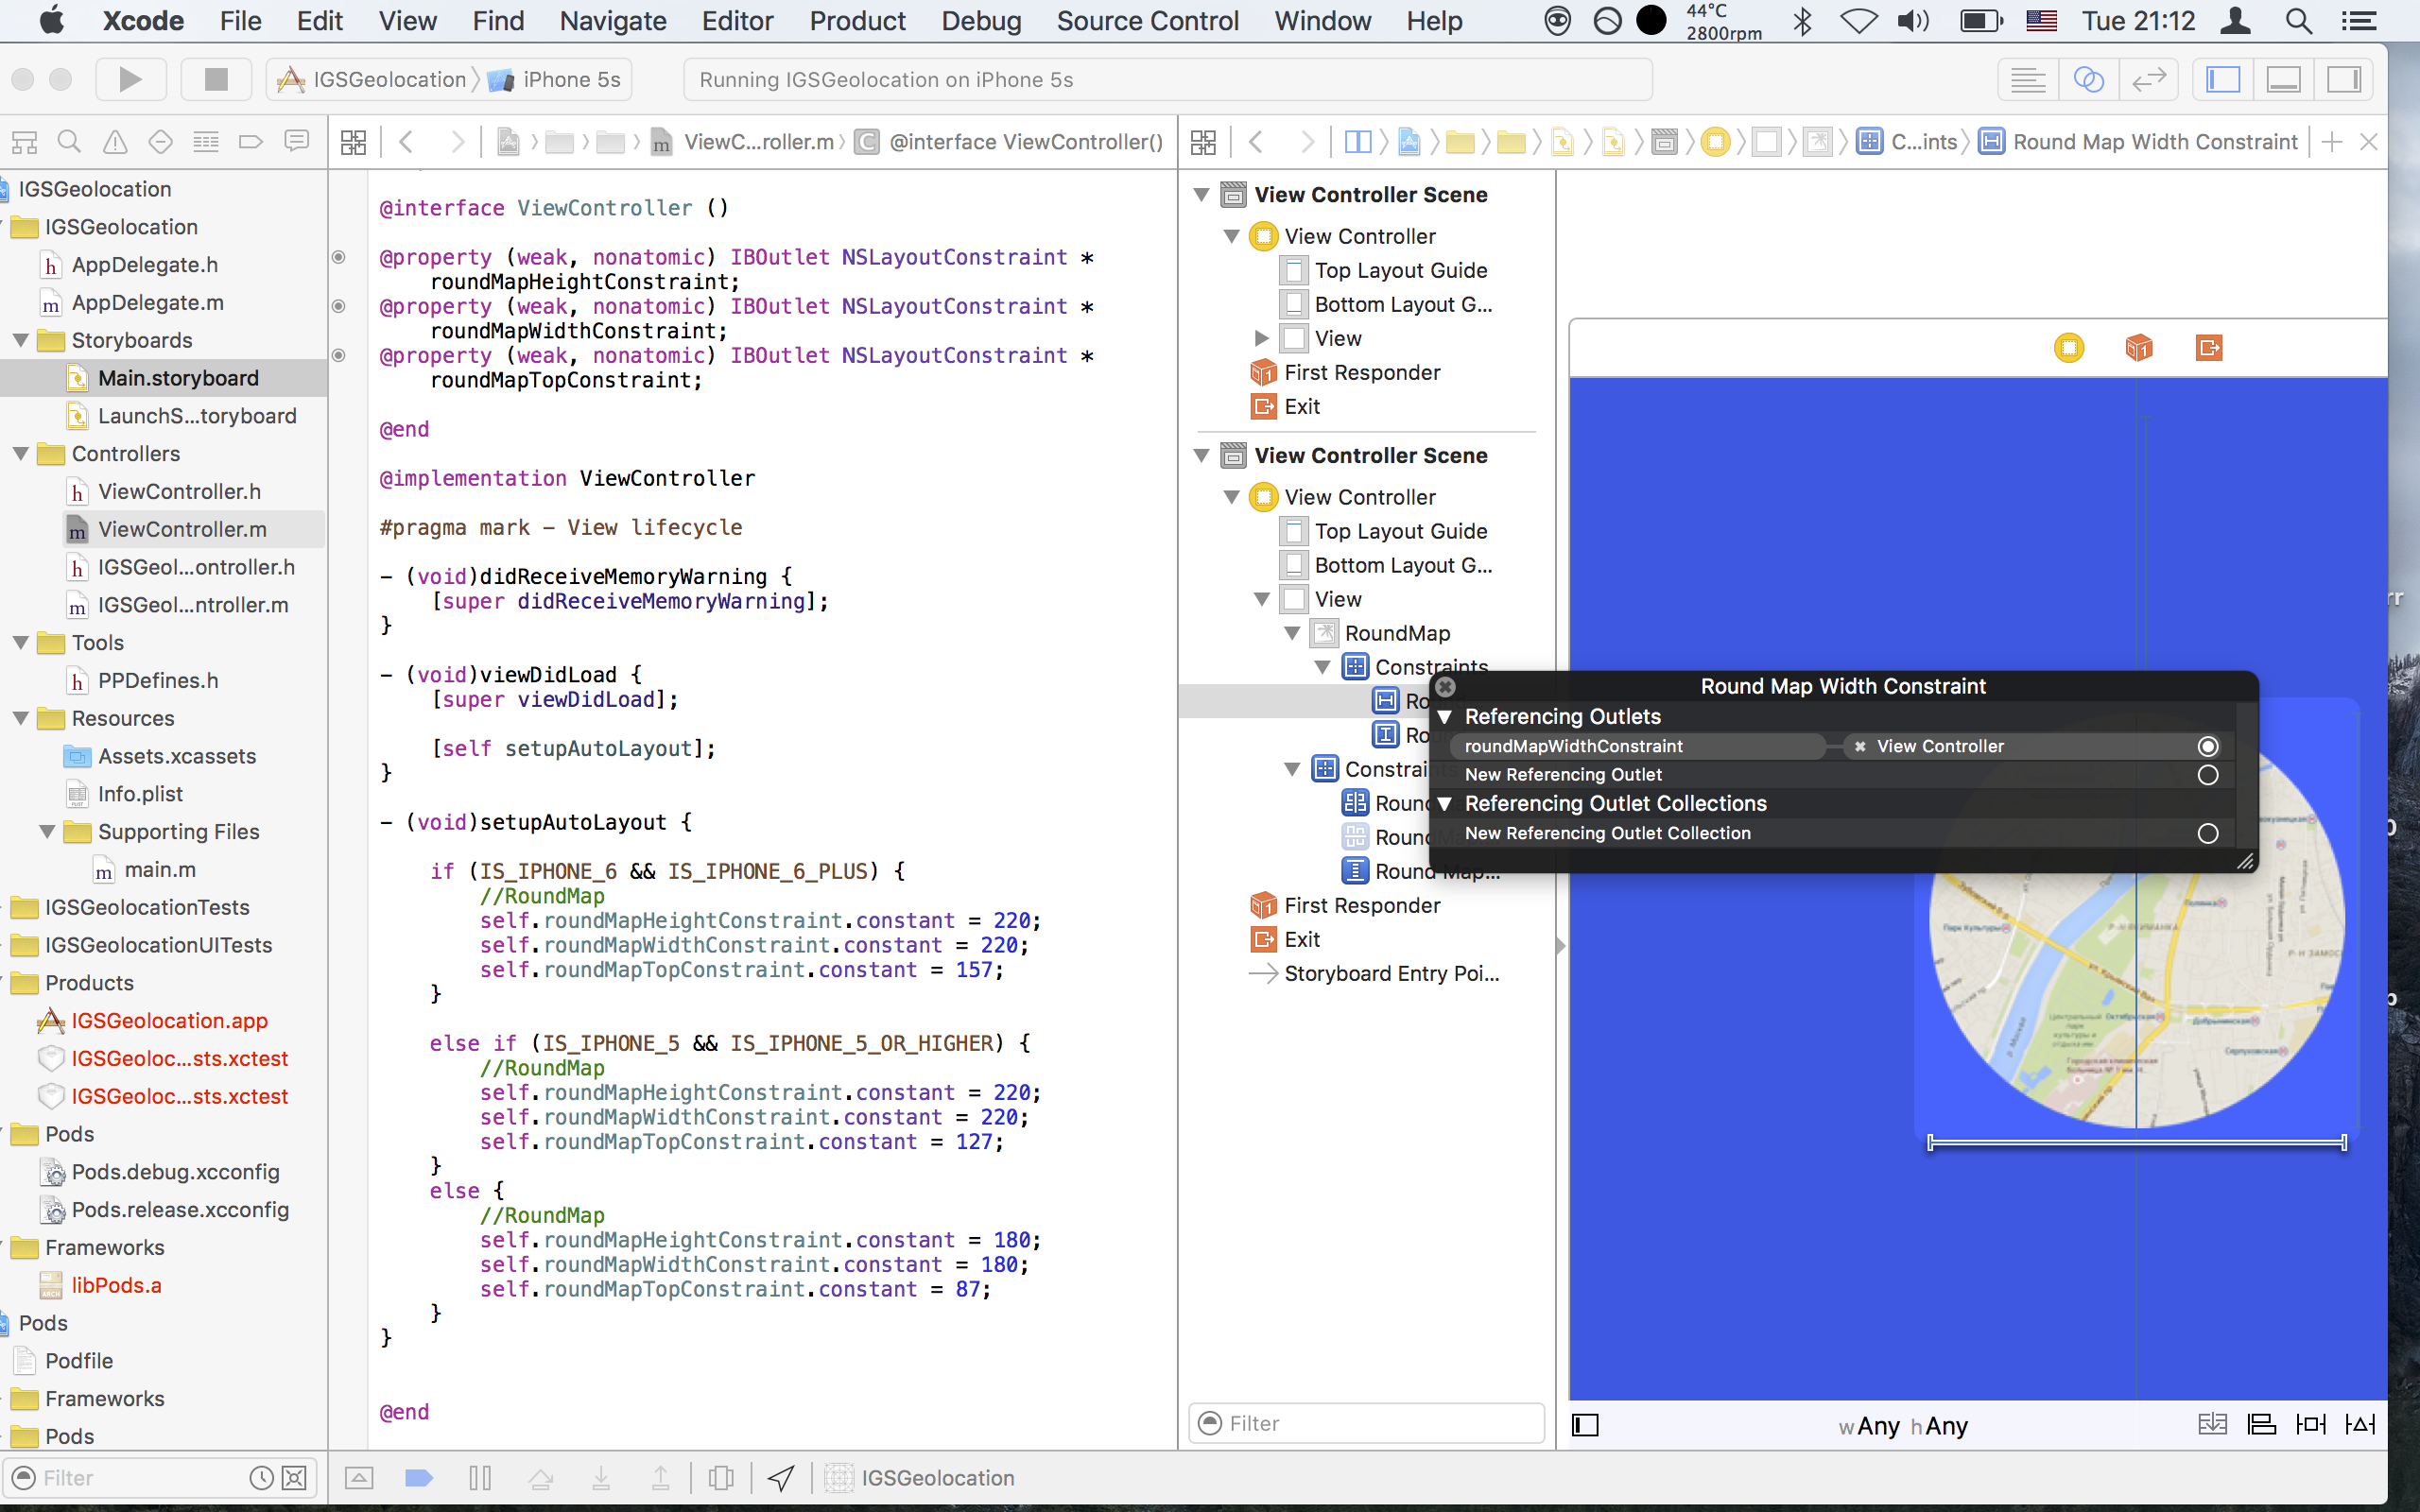 Xcode File Edit View Find Navigate Editor Product Debug Source Control Window Help 44°C 2800rpm Tue 21:12
IGSGeolocation iPhone 5s Running IGSGeolocation on iPhone 5s
ViewC...roller.m @interface ViewController()
C...ints Round Map Width Constraint
IGSGeolocation
IGSGeolocation
AppDelegate.h
AppDelegate.m
Storyboards
Main.storyboard
LaunchS...toryboard
Controllers
ViewController.h
ViewController.m
IGSGeol...ontroller.h
IGSGeol...ntroller.m
Tools
PPDefines.h
Resources
Assets.xcassets
Info.plist
Supporting Files
main.m
IGSGeolocationTests
IGSGeolocationUITests
Products
IGSGeolocation.app
IGSGeoloc...sts.xctest
IGSGeoloc...sts.xctest
Pods
Pods.debug.xcconfig
Pods.release.xcconfig
Frameworks
libPods.a
Pods
Podfile
Frameworks
Pods
Filter
@interface ViewController ()
@property (weak, nonatomic) IBOutlet NSLayoutConstraint *
roundMapHeightConstraint;
@property (weak, nonatomic) IBOutlet NSLayoutConstraint *
roundMapWidthConstraint;
@property (weak, nonatomic) IBOutlet NSLayoutConstraint *
roundMapTopConstraint;
@end
@implementation ViewController
#pragma mark – View lifecycle
– (void)didReceiveMemoryWarning {
[super didReceiveMemoryWarning];
}
– (void)viewDidLoad {
[super viewDidLoad];
[self setupAutoLayout];
}
– (void)setupAutoLayout {
if (IS_IPHONE_6 && IS_IPHONE_6_PLUS) {
//RoundMap
self.roundMapHeightConstraint.constant = 220;
self.roundMapWidthConstraint.constant = 220;
self.roundMapTopConstraint.constant = 157;
}
else if (IS_IPHONE_5 && IS_IPHONE_5_OR_HIGHER) {
//RoundMap
self.roundMapHeightConstraint.constant = 220;
self.roundMapWidthConstraint.constant = 220;
self.roundMapTopConstraint.constant = 127;
}
else {
//RoundMap
self.roundMapHeightConstraint.constant = 180;
self.roundMapWidthConstraint.constant = 180;
self.roundMapTopConstraint.constant = 87;
}
}
@end
IGSGeolocation
View Controller Scene
View Controller
Top Layout Guide
Bottom Layout G...
View
First Responder
Exit
View Controller Scene
View Controller
Top Layout Guide
Bottom Layout G...
View
RoundMap
Constraints
Constraints
Round Map...
First Responder
Exit
Storyboard Entry Poi...
Filter
Round Map Width Constraint
Referencing Outlets
roundMapWidthConstraint View Controller
New Referencing Outlet
Referencing Outlet Collections
New Referencing Outlet Collection
Парк Культуры
Полянка
Октябрьская
Добрынинская
Серпуховская
wAny hAny